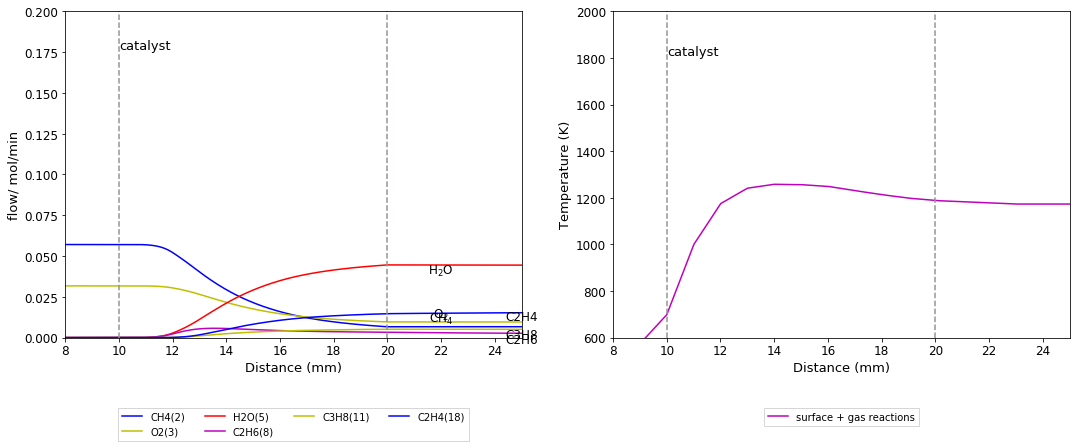 0.200
0.175
0.150
0.125
0.100
0.075
0.050
0.025
0.000
flow/ mol/min
catalyst
H₂O
O₂
CH₄
C2H4
C3H8
C2H6
8 10 12 14 16 18 20 22 24
Distance (mm)
CH4(2) H2O(5) C3H8(11) C2H4(18)
O2(3) C2H6(8)
2000
1800
1600
1400
1200
1000
800
600
Temperature (K)
catalyst
8 10 12 14 16 18 20 22 24
Distance (mm)
surface + gas reactions